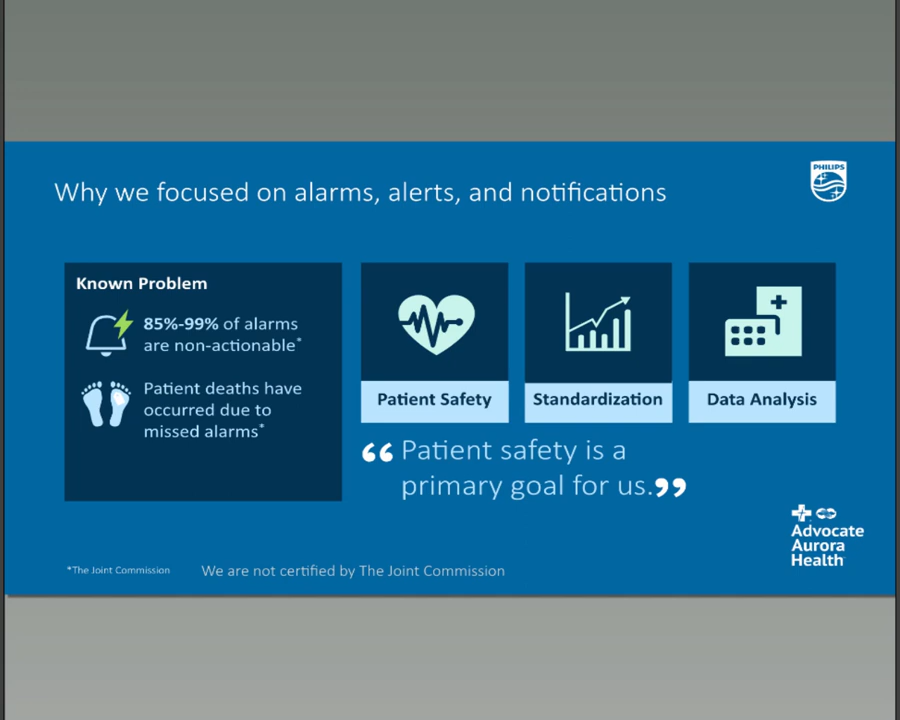 Why we focused on alarms, alerts, and notifications
PHILIPS
Known Problem
85%-99% of alarms
are non-actionable*
Patient deaths have
occurred due to
missed alarms*
Patient Safety
Standardization
Data Analysis
“Patient safety is a
primary goal for us.”
Advocate
Aurora
Health
*The Joint Commission
We are not certified by The Joint Commission